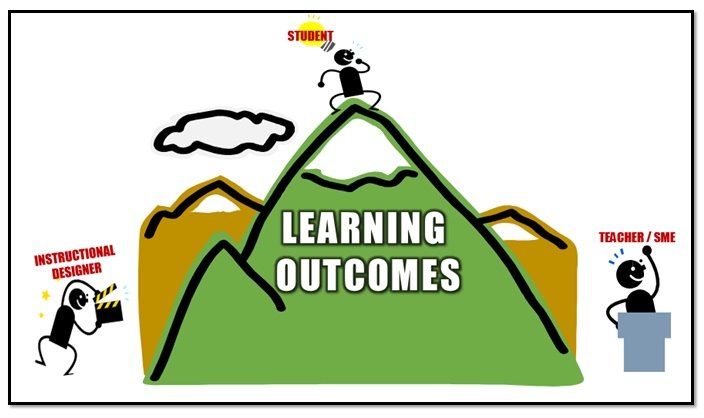 STUDENT
LEARNING
OUTCOMES
INSTRUCTIONAL
DESIGNER
TEACHER / SME